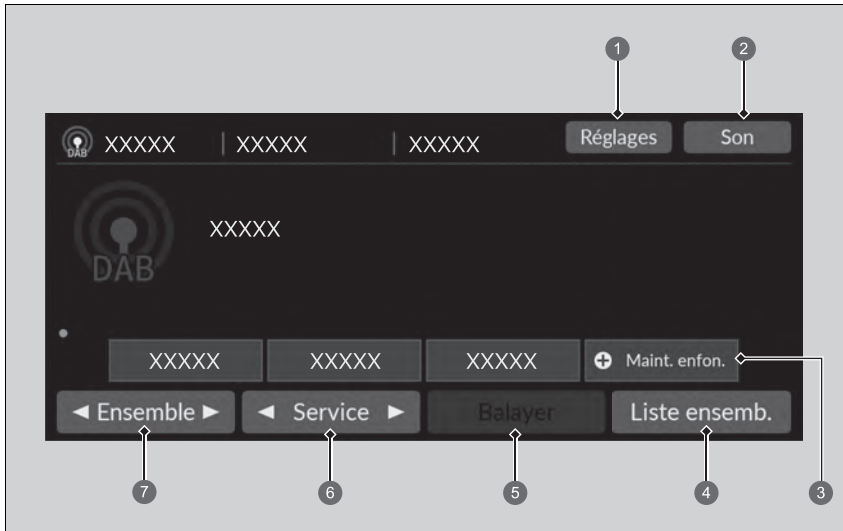 1 2
DAB XXXXX | XXXXX | XXXXX Réglages Son
XXXXX
DAB
XXXXX XXXXX XXXXX + Maint. enfon.
◄ Ensemble ► ◄ Service ► Balayer Liste ensemb.
7 6 5 4 3